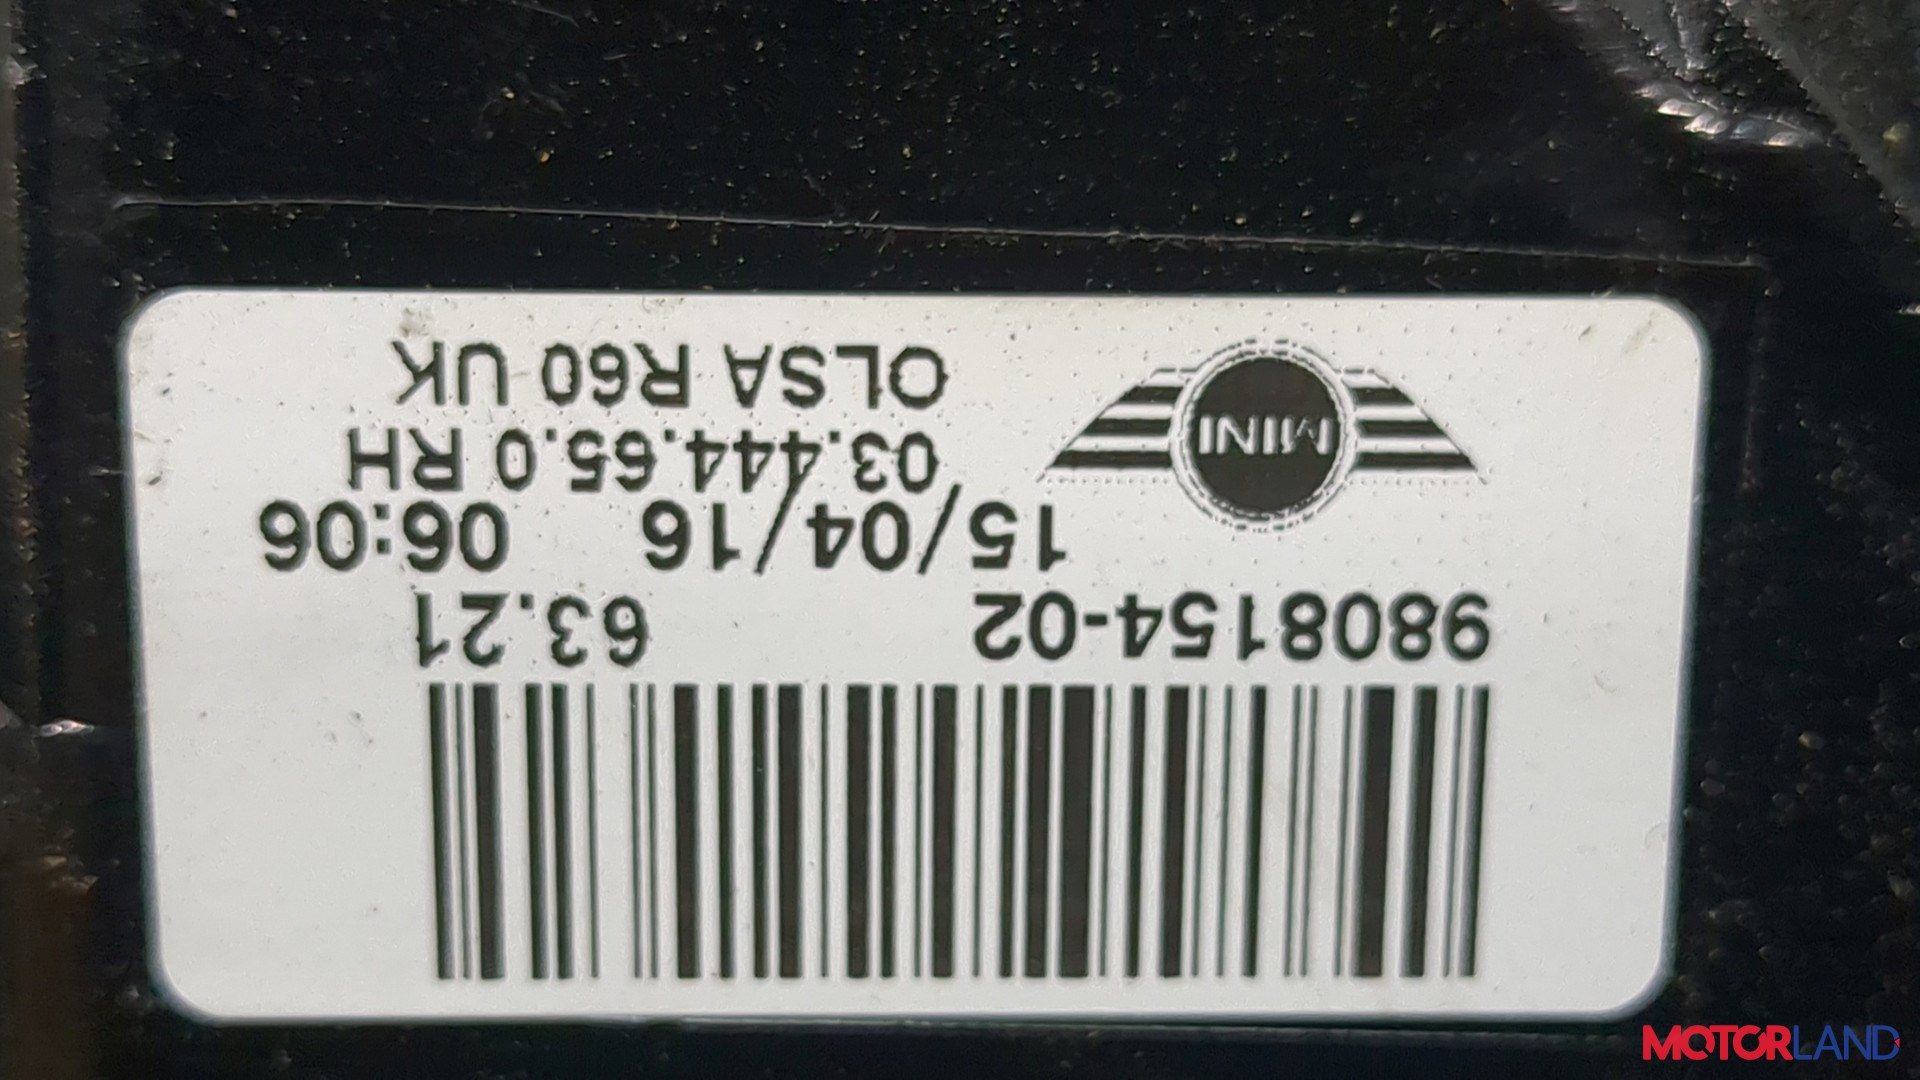 63.21 9808154-02
15/04/16 06:06
03.444.65.0 RH
OLSA R60 UK
MINI
MOTORLAND